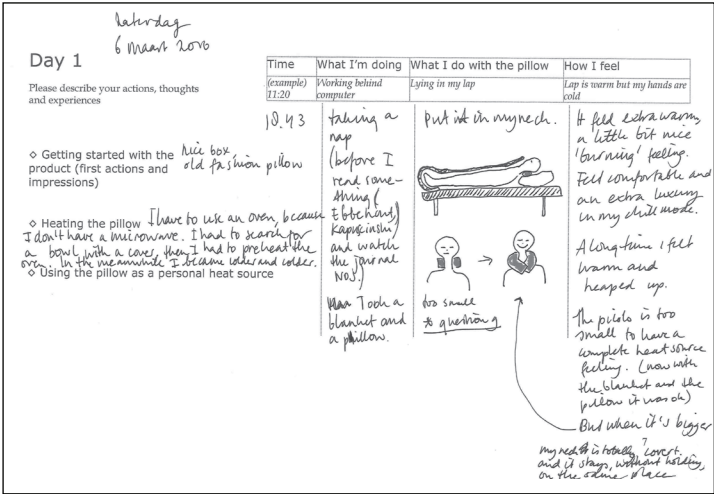 Zaterdag
6 maart 2010
Day 1
Please describe your actions, thoughts
and experiences
◇ Getting started with the
product (first actions and
impressions)
nice box
old fashion pillow
◇ Heating the pillow I have to use an oven, because
I don't have a microwave. I had to search for
a bowl with a cover, then I had to preheat the
oven. In the meanwhile I became colder and colder.
◇ Using the pillow as a personal heat source
Time
(example)
11:20
18.43
What I'm doing
Working behind
computer
taking a
nap
(before I
read some-
thing (
Kapuscinski)
and watch
the journal
NOS.)
Took a
blanket and
a pillow.
What I do with the pillow
Lying in my lap
Put it in my neck.
too small
How I feel
Lap is warm but my hands are
cold
It feld extra warm,
a little bit nice
'burning' feeling.
Felt comfortable and
an extra luxury
in my chill mode.
A long time I felt
warm and
heaped up.
The pilolo is too
small to have a
complete heat source
feeling. (now with
the blanket and the
pillow it was ok)
But when it's bigger
my neck is totally covert.
and it stays, without holding,
on the same place